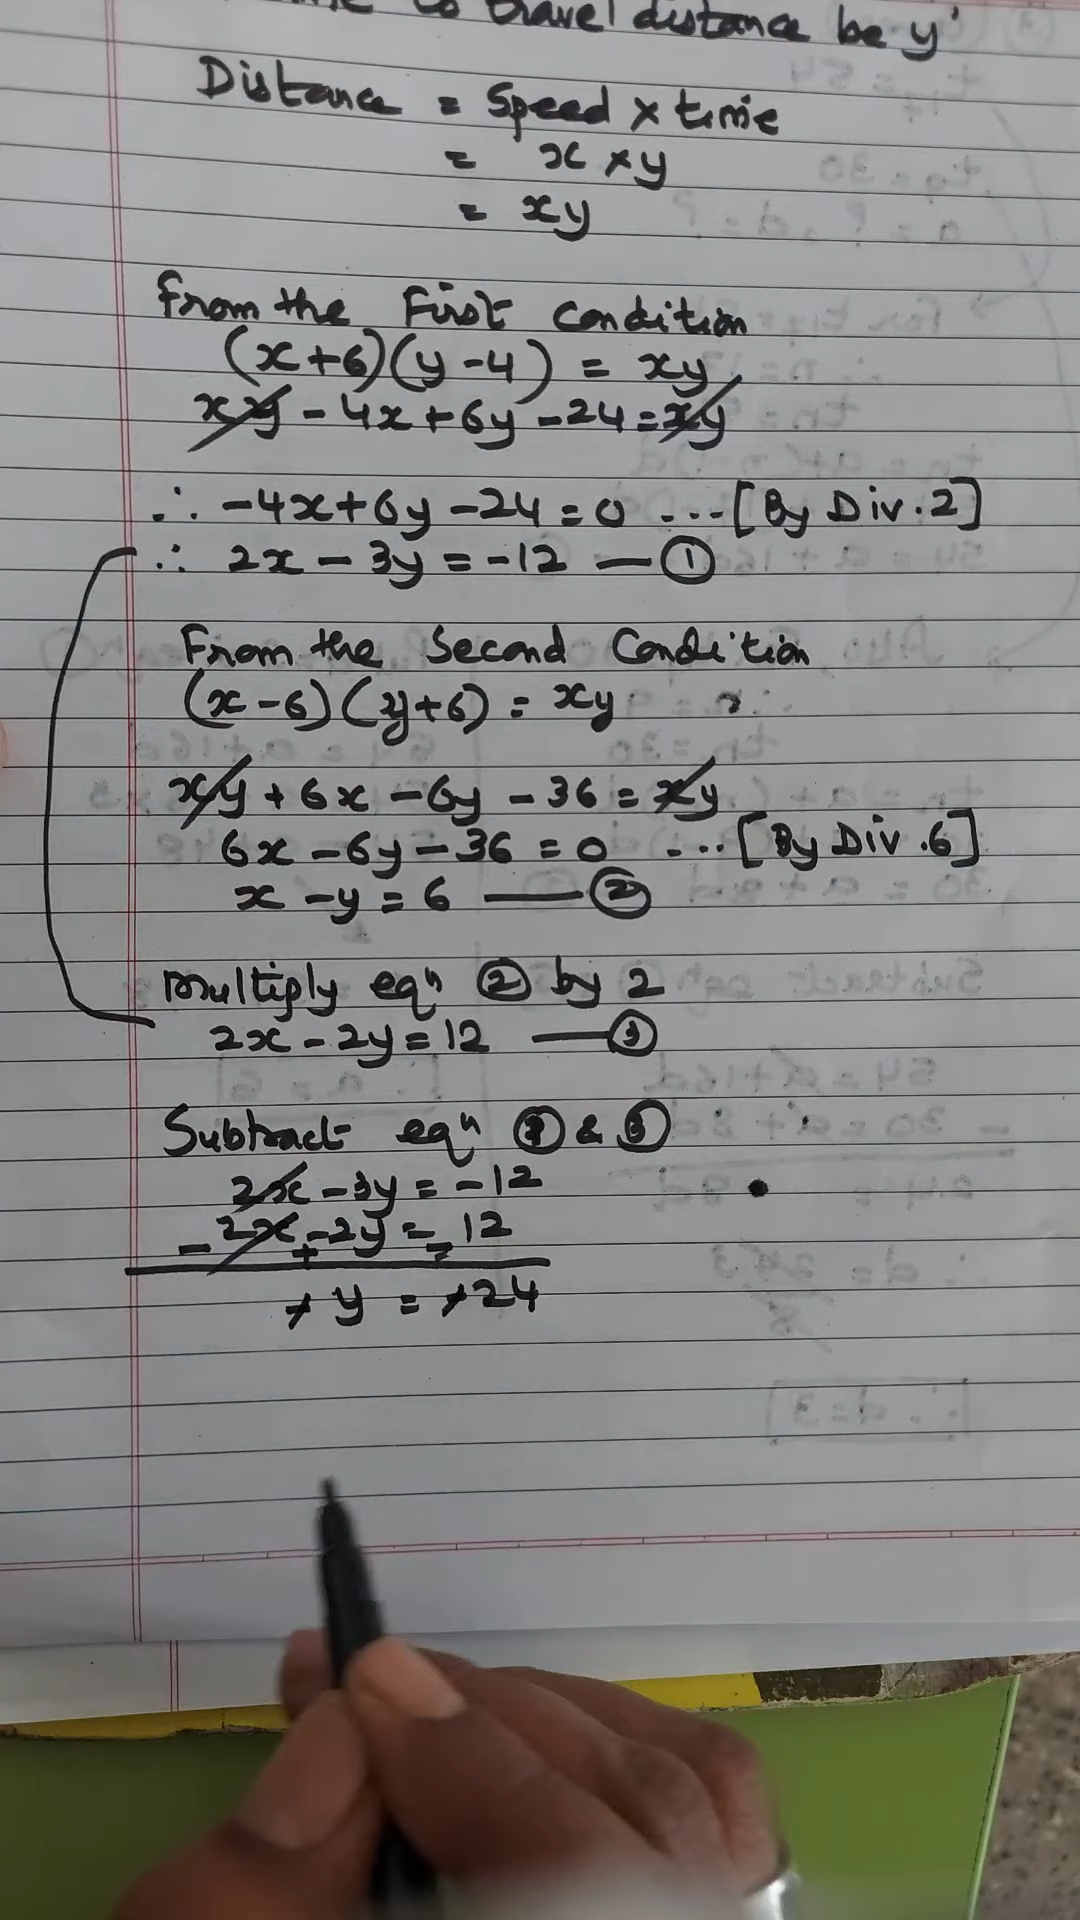 to travel distance be y'
Distance = Speed × time
= x × y
= xy
From the First Condition
(x+6)(y-4) = xy
xy - 4x + 6y - 24 = xy
∴ -4x + 6y - 24 = 0 ---[By Div. 2]
∴ 2x - 3y = -12 — ①
From the Second Condition
(x-6)(y+6) = xy
xy + 6x - 6y - 36 = xy
6x - 6y - 36 = 0 ---[By Div. 6]
x - y = 6 — ②
Multiply eqⁿ ② by 2
2x - 2y = 12 — ③
Subtract eqⁿ ① & ③
2x - 3y = -12
- 2x - 2y = 12
+ -
- y = -24